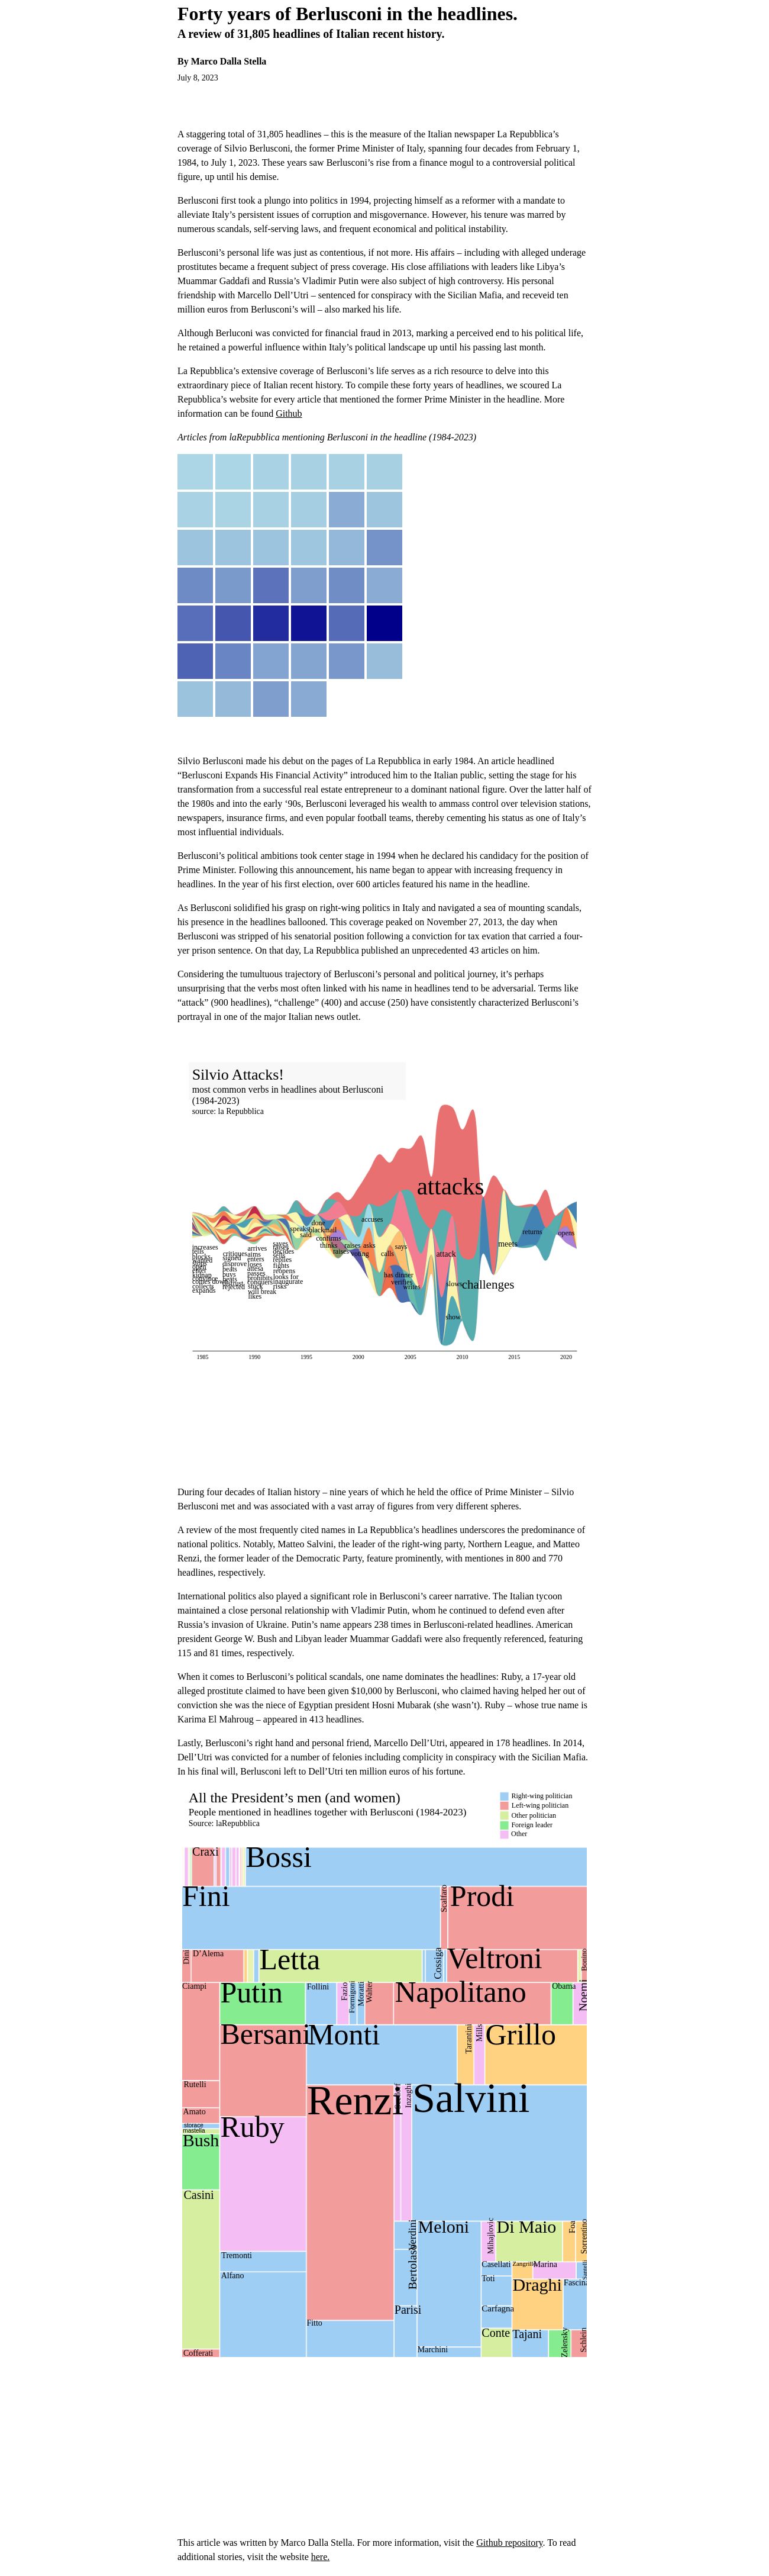 Forty years of Berlusconi in the headlines.
A review of 31,805 headlines of Italian recent history.
By Marco Dalla Stella
July 8, 2023
A staggering total of 31,805 headlines – this is the measure of the Italian newspaper La Repubblica’s
coverage of Silvio Berlusconi, the former Prime Minister of Italy, spanning four decades from February 1,
1984, to July 1, 2023. These years saw Berlusconi’s rise from a finance mogul to a controversial political
figure, up until his demise.
Berlusconi first took a plungo into politics in 1994, projecting himself as a reformer with a mandate to
alleviate Italy’s persistent issues of corruption and misgovernance. However, his tenure was marred by
numerous scandals, self-serving laws, and frequent economical and political instability.
Berlusconi’s personal life was just as contentious, if not more. His affairs – including with alleged underage
prostitutes became a frequent subject of press coverage. His close affiliations with leaders like Libya’s
Muammar Gaddafi and Russia’s Vladimir Putin were also subject of high controversy. His personal
friendship with Marcello Dell’Utri – sentenced for conspiracy with the Sicilian Mafia, and receveid ten
million euros from Berlusconi’s will – also marked his life.
Although Berluconi was convicted for financial fraud in 2013, marking a perceived end to his political life,
he retained a powerful influence within Italy’s political landscape up until his passing last month.
La Repubblica’s extensive coverage of Berlusconi’s life serves as a rich resource to delve into this
extraordinary piece of Italian recent history. To compile these forty years of headlines, we scoured La
Repubblica’s website for every article that mentioned the former Prime Minister in the headline. More
information can be found Github
Articles from laRepubblica mentioning Berlusconi in the headline (1984-2023)
Silvio Berlusconi made his debut on the pages of La Repubblica in early 1984. An article headlined
“Berlusconi Expands His Financial Activity” introduced him to the Italian public, setting the stage for his
transformation from a successful real estate entrepreneur to a dominant national figure. Over the latter half of
the 1980s and into the early ‘90s, Berlusconi leveraged his wealth to ammass control over television stations,
newspapers, insurance firms, and even popular football teams, thereby cementing his status as one of Italy’s
most influential individuals.
Berlusconi’s political ambitions took center stage in 1994 when he declared his candidacy for the position of
Prime Minister. Following this announcement, his name began to appear with increasing frequency in
headlines. In the year of his first election, over 600 articles featured his name in the headline.
As Berlusconi solidified his grasp on right-wing politics in Italy and navigated a sea of mounting scandals,
his presence in the headlines ballooned. This coverage peaked on November 27, 2013, the day when
Berlusconi was stripped of his senatorial position following a conviction for tax evation that carried a four-
yer prison sentence. On that day, La Repubblica published an unprecedented 43 articles on him.
Considering the tumultuous trajectory of Berlusconi’s personal and political journey, it’s perhaps
unsurprising that the verbs most often linked with his name in headlines tend to be adversarial. Terms like
“attack” (900 headlines), “challenge” (400) and accuse (250) have consistently characterized Berlusconi’s
portrayal in one of the major Italian news outlet.
Silvio Attacks!
most common verbs in headlines about Berlusconi
(1984-2023)
source: la Repubblica
attacks
accuses
done
speaks blackmail
said
confirms
thinks raises asks
raises voting calls says
attack
meets
returns
opens
has dinner
verifies
writes
slows
challenges
show
increases
expands
critiques
disprove
beats
buys
rejected
arrives
aims
enters
loses
passes
prohibits
conquers
stuck
will break
likes
saves
decides
replies
fights
reopens
looks for
inaugurate
risks
1985 1990 1995 2000 2005 2010 2015 2020
During four decades of Italian history – nine years of which he held the office of Prime Minister – Silvio
Berlusconi met and was associated with a vast array of figures from very different spheres.
A review of the most frequently cited names in La Repubblica’s headlines underscores the predominance of
national politics. Notably, Matteo Salvini, the leader of the right-wing party, Northern League, and Matteo
Renzi, the former leader of the Democratic Party, feature prominently, with mentiones in 800 and 770
headlines, respectively.
International politics also played a significant role in Berlusconi’s career narrative. The Italian tycoon
maintained a close personal relationship with Vladimir Putin, whom he continued to defend even after
Russia’s invasion of Ukraine. Putin’s name appears 238 times in Berlusconi-related headlines. American
president George W. Bush and Libyan leader Muammar Gaddafi were also frequently referenced, featuring
115 and 81 times, respectively.
When it comes to Berlusconi’s political scandals, one name dominates the headlines: Ruby, a 17-year old
alleged prostitute claimed to have been given $10,000 by Berlusconi, who claimed having helped her out of
conviction she was the niece of Egyptian president Hosni Mubarak (she wasn’t). Ruby – whose true name is
Karima El Mahroug – appeared in 413 headlines.
Lastly, Berlusconi’s right hand and personal friend, Marcello Dell’Utri, appeared in 178 headlines. In 2014,
Dell’Utri was convicted for a number of felonies including complicity in conspiracy with the Sicilian Mafia.
In his final will, Berlusconi left to Dell’Utri ten million euros of his fortune.
All the President’s men (and women)
People mentioned in headlines together with Berlusconi (1984-2023)
Source: laRepubblica
Right-wing politician
Left-wing politician
Other politician
Foreign leader
Other
Craxi Bossi
Fini Scalfaro Prodi
Dini D’Alema Letta Cossiga Veltroni Bonino
Ciampi Putin Follini Fazio Formigoni Moratti Walter Napolitano Obama Noemi
Bersani Monti Tarantini Mills Grillo
Rutelli Renzi Inzaghi Salvini
Amato
storace
mastella
Ruby
Bush
Casini
Verdini Meloni Mihajlovic Di Maio Foa Sorrentino
Tremonti
Alfano
Bertolaso Casellati Zangrillo Marina
Toti Draghi Fascina
Parisi Carfagna
Fitto
Conte Tajani Zelensky Schlein
Marchini
Cofferati
This article was written by Marco Dalla Stella. For more information, visit the Github repository. To read
additional stories, visit the website here.